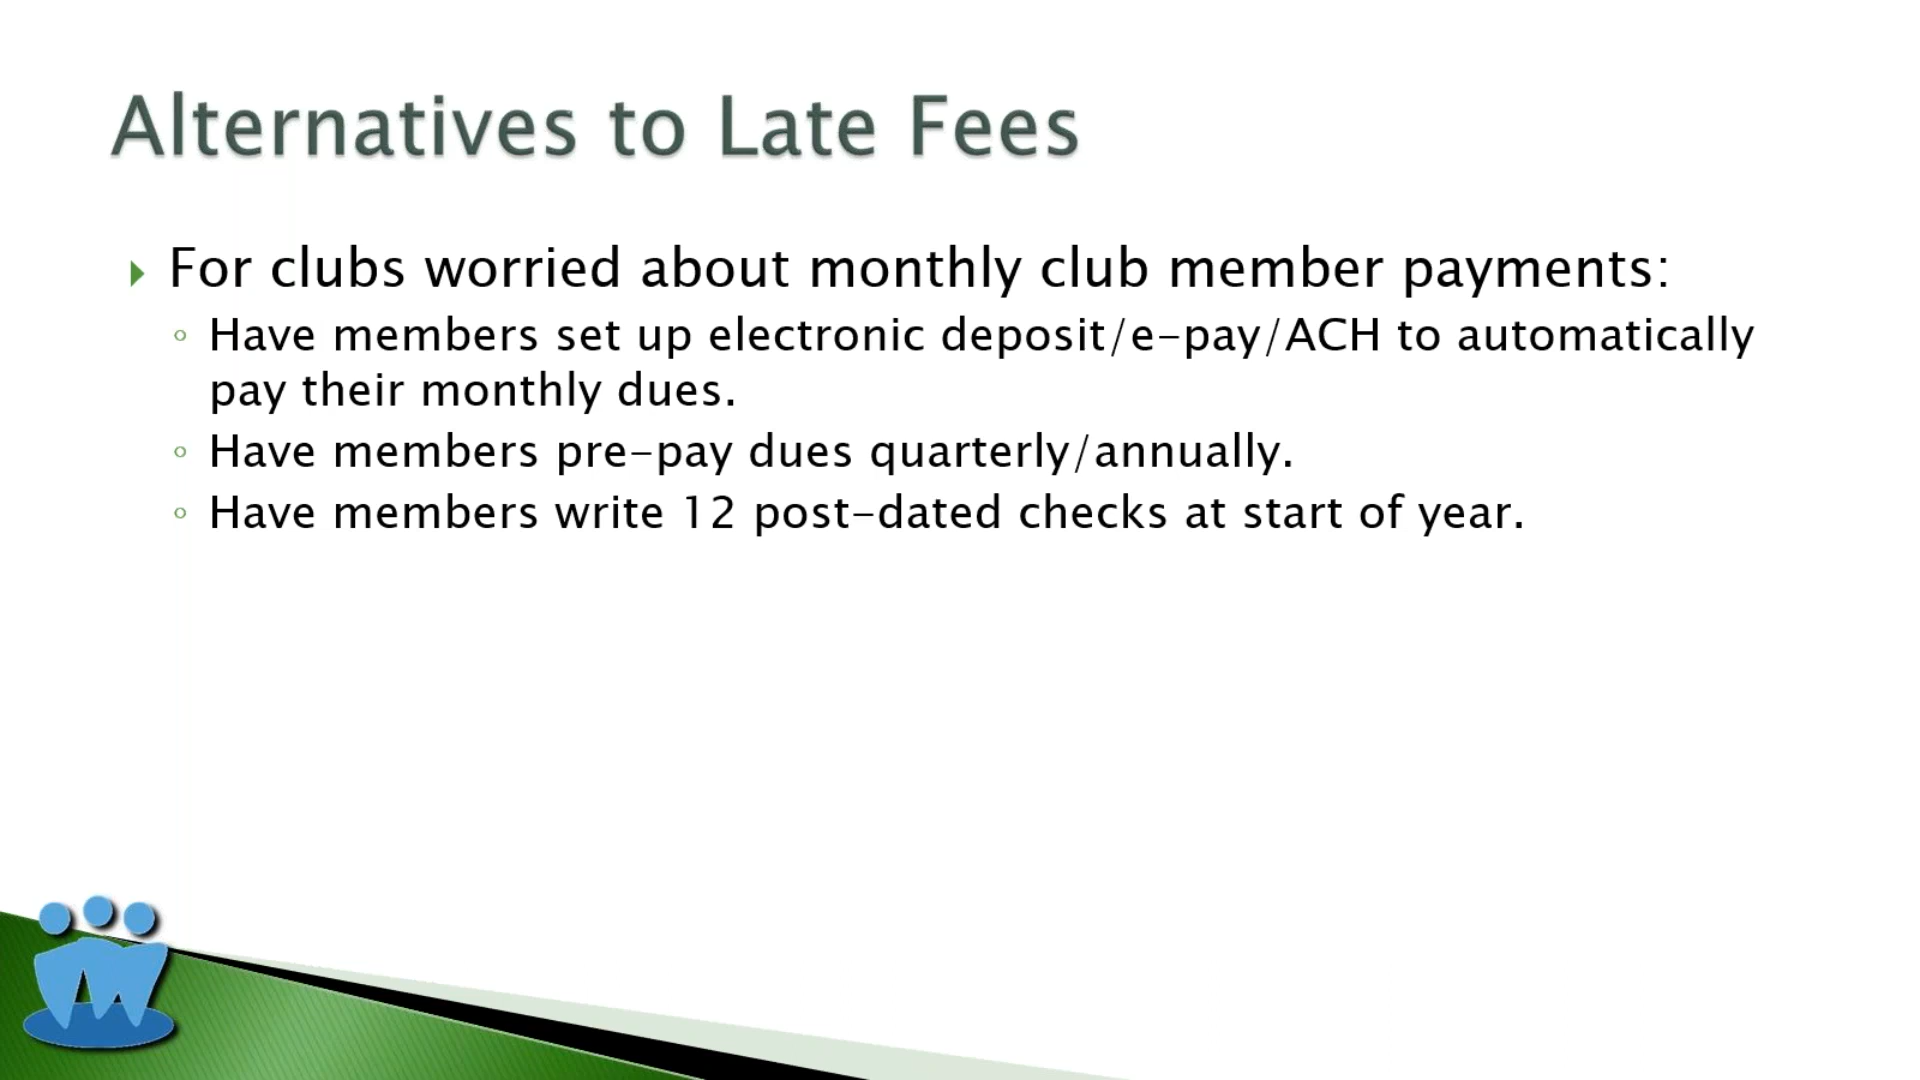 Alternatives to Late Fees
For clubs worried about monthly club member payments:
Have members set up electronic deposit/e-pay/ACH to automatically
pay their monthly dues.
Have members pre-pay dues quarterly/annually.
Have members write 12 post-dated checks at start of year.